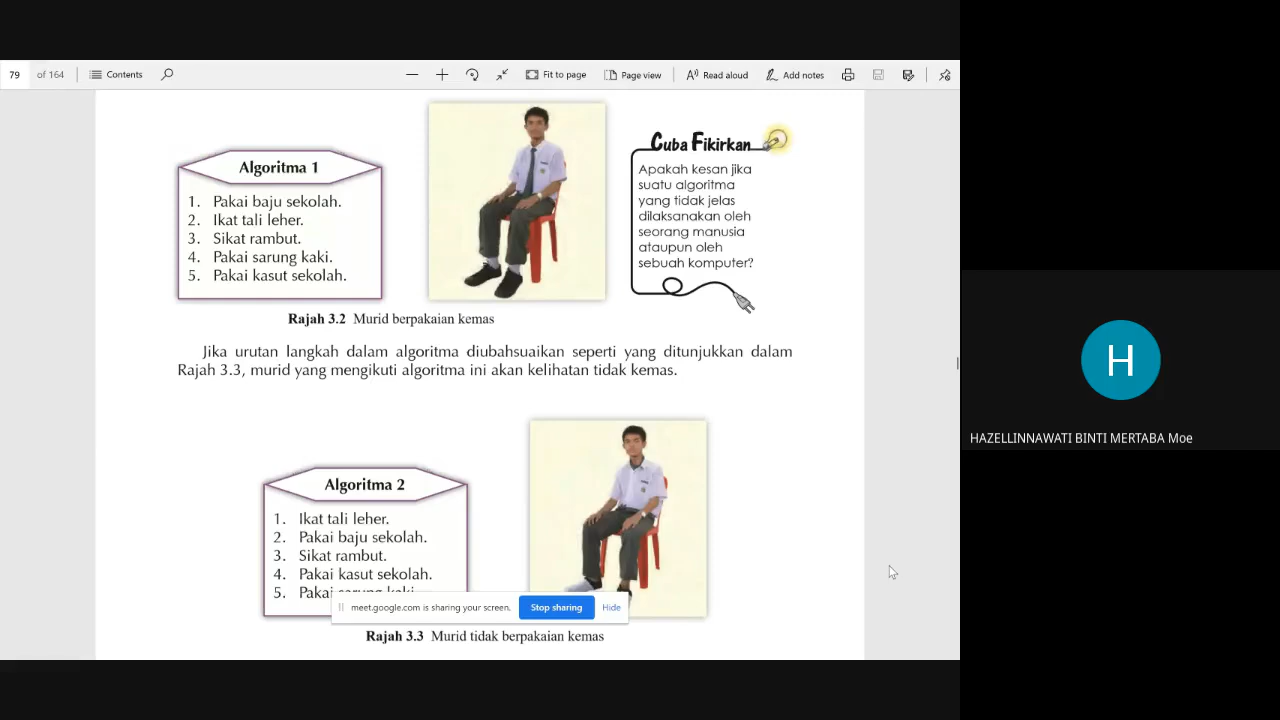 79 of 164 Contents Fit to page Page view Read aloud Add notes
Algoritma 1
1. Pakai baju sekolah.
2. Ikat tali leher.
3. Sikat rambut.
4. Pakai sarung kaki.
5. Pakai kasut sekolah.
Cuba Fikirkan
Apakah kesan jika
suatu algoritma
yang tidak jelas
dilaksanakan oleh
seorang manusia
ataupun oleh
sebuah komputer?
Rajah 3.2 Murid berpakaian kemas
Jika urutan langkah dalam algoritma diubahsuaikan seperti yang ditunjukkan dalam
Rajah 3.3, murid yang mengikuti algoritma ini akan kelihatan tidak kemas.
Algoritma 2
1. Ikat tali leher.
2. Pakai baju sekolah.
3. Sikat rambut.
4. Pakai kasut sekolah.
5. Pakai
meet.google.com is sharing your screen. Stop sharing Hide
Rajah 3.3 Murid tidak berpakaian kemas
H
HAZELLINNAWATI BINTI MERTABA Moe